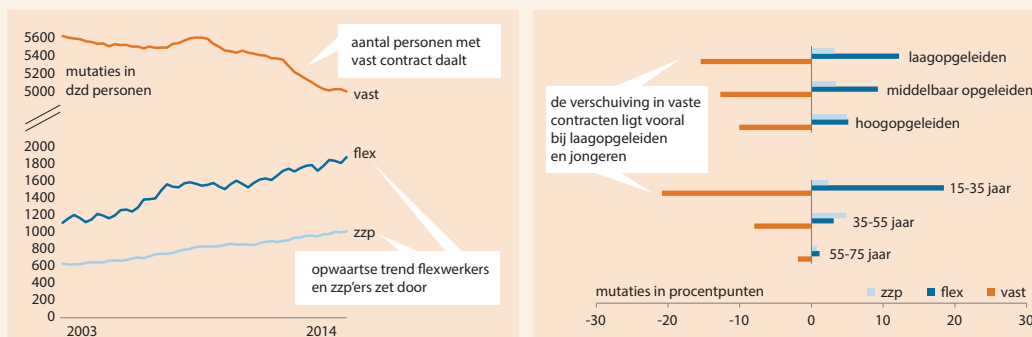 5600
5400
5200
5000
mutaties in
dzd personen
aantal personen met
vast contract daalt
vast
2000
1800
1600
1400
1200
1000
800
600
400
200
0
flex
zzp
opwaartse trend flexwerkers
en zzp'ers zet door
2003 2014
de verschuiving in vaste
contracten ligt vooral
bij laagopgeleiden
en jongeren
laagopgeleiden
middelbaar opgeleiden
hoogopgeleiden
15-35 jaar
35-55 jaar
55-75 jaar
mutaties in procentpunten
zzp flex vast
-30 -20 -10 0 10 20 30